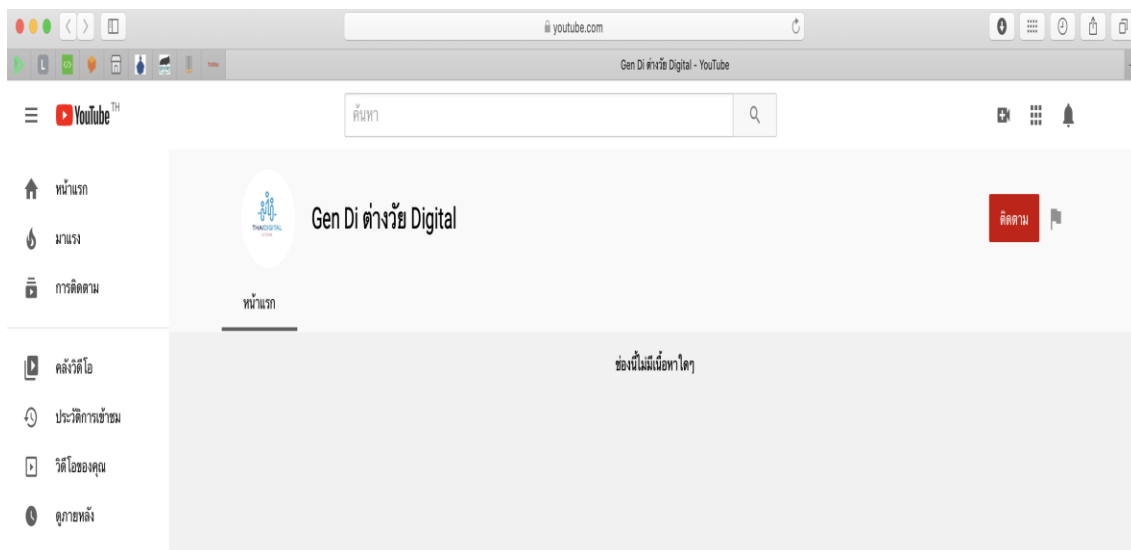 youtube.com
Gen Di ต่างวัย Digital - YouTube
YouTube TH
ค้นหา
หน้าแรก
มาแรง
การติดตาม
คลังวิดีโอ
ประวัติการเข้าชม
วิดีโอของคุณ
ดูภายหลัง
THAIDIGITAL
Gen Di ต่างวัย Digital
ติดตาม
หน้าแรก
ช่องนี้ไม่มีเนื้อหาใดๆ